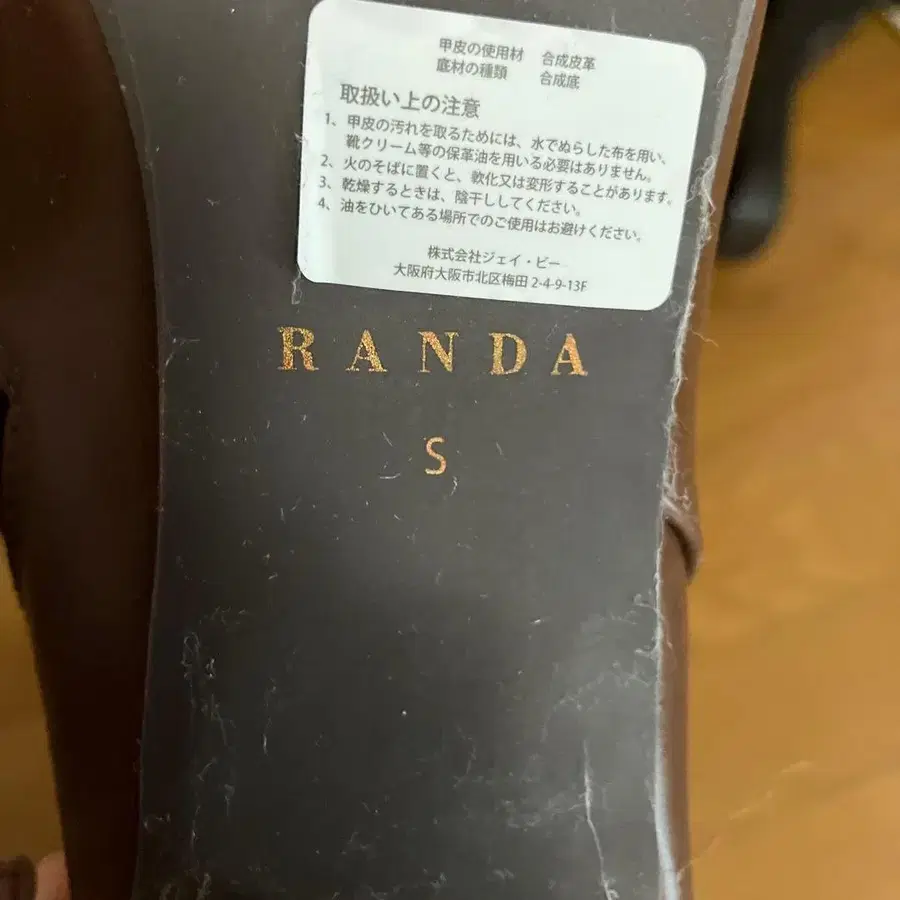 甲皮の使用材 合成皮革
底材の種類 合成底
取扱い上の注意
1、甲皮の汚れを取るためには、水でぬらした布を用い、
靴クリーム等の保革油を用いる必要はありません。
2、火のそばに置くと、軟化又は変形することがあります。
3、乾燥するときは、陰干ししてください。
4、油をひいてある場所でのご使用はお避けください。
株式会社ジェイ・ビー
大阪府大阪市北区梅田 2-4-9-13F
RANDA
S